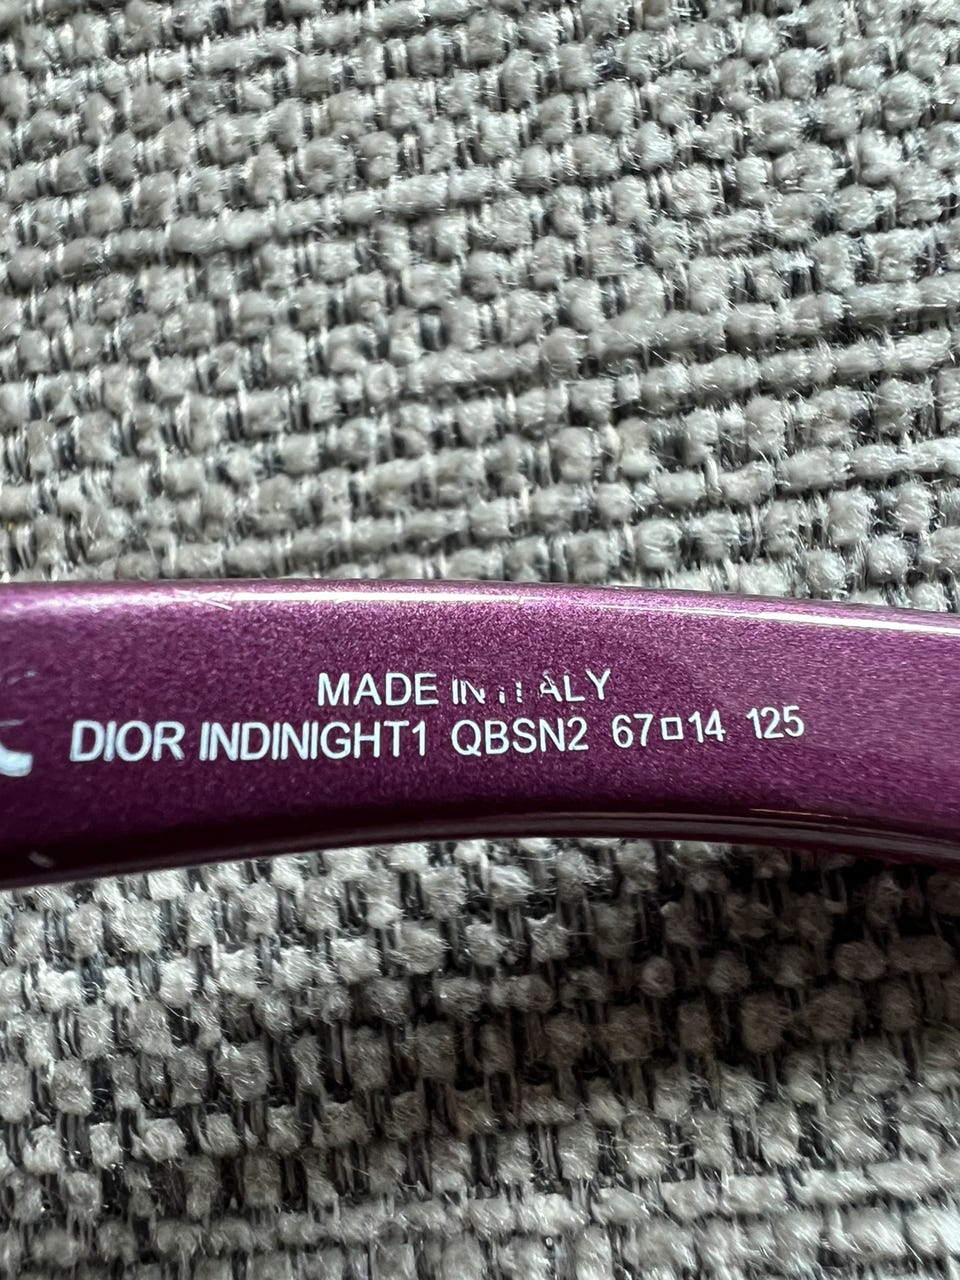 MADE IN ITALY
DIOR INDINIGHT1 QBSN2 67□14 125